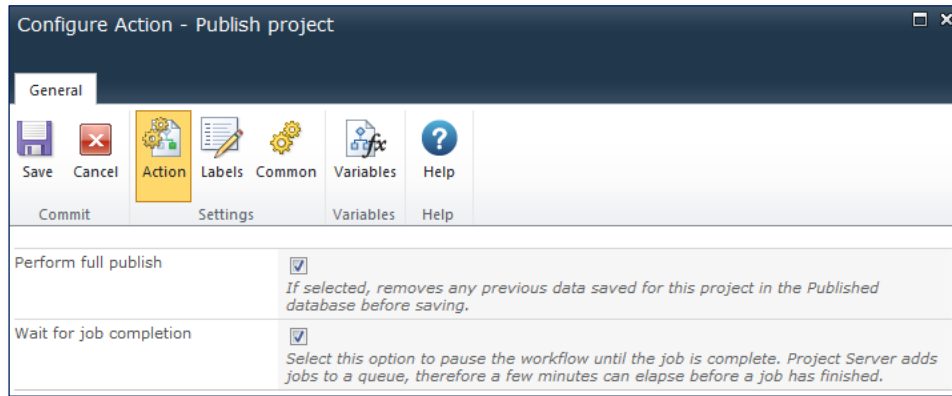 Configure Action - Publish project
General
Save Cancel Action Labels Common Variables Help
Commit Settings Variables Help
Perform full publish
If selected, removes any previous data saved for this project in the Published
database before saving.
Wait for job completion
Select this option to pause the workflow until the job is complete. Project Server adds
jobs to a queue, therefore a few minutes can elapse before a job has finished.